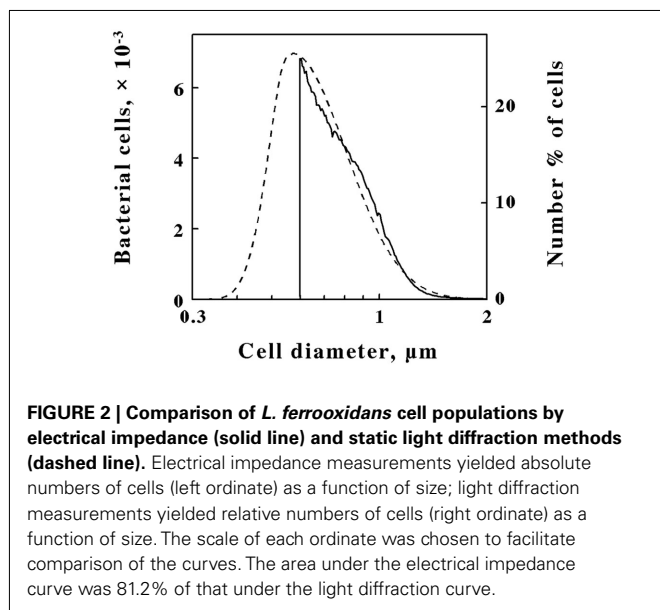 Bacterial cells, × 10⁻³
6
4
2
0
Number % of cells
20
10
0
0.3
1
2
Cell diameter, µm
FIGURE 2 | Comparison of L. ferrooxidans cell populations by
electrical impedance (solid line) and static light diffraction methods
(dashed line). Electrical impedance measurements yielded absolute
numbers of cells (left ordinate) as a function of size; light diffraction
measurements yielded relative numbers of cells (right ordinate) as a
function of size. The scale of each ordinate was chosen to facilitate
comparison of the curves. The area under the electrical impedance
curve was 81.2% of that under the light diffraction curve.